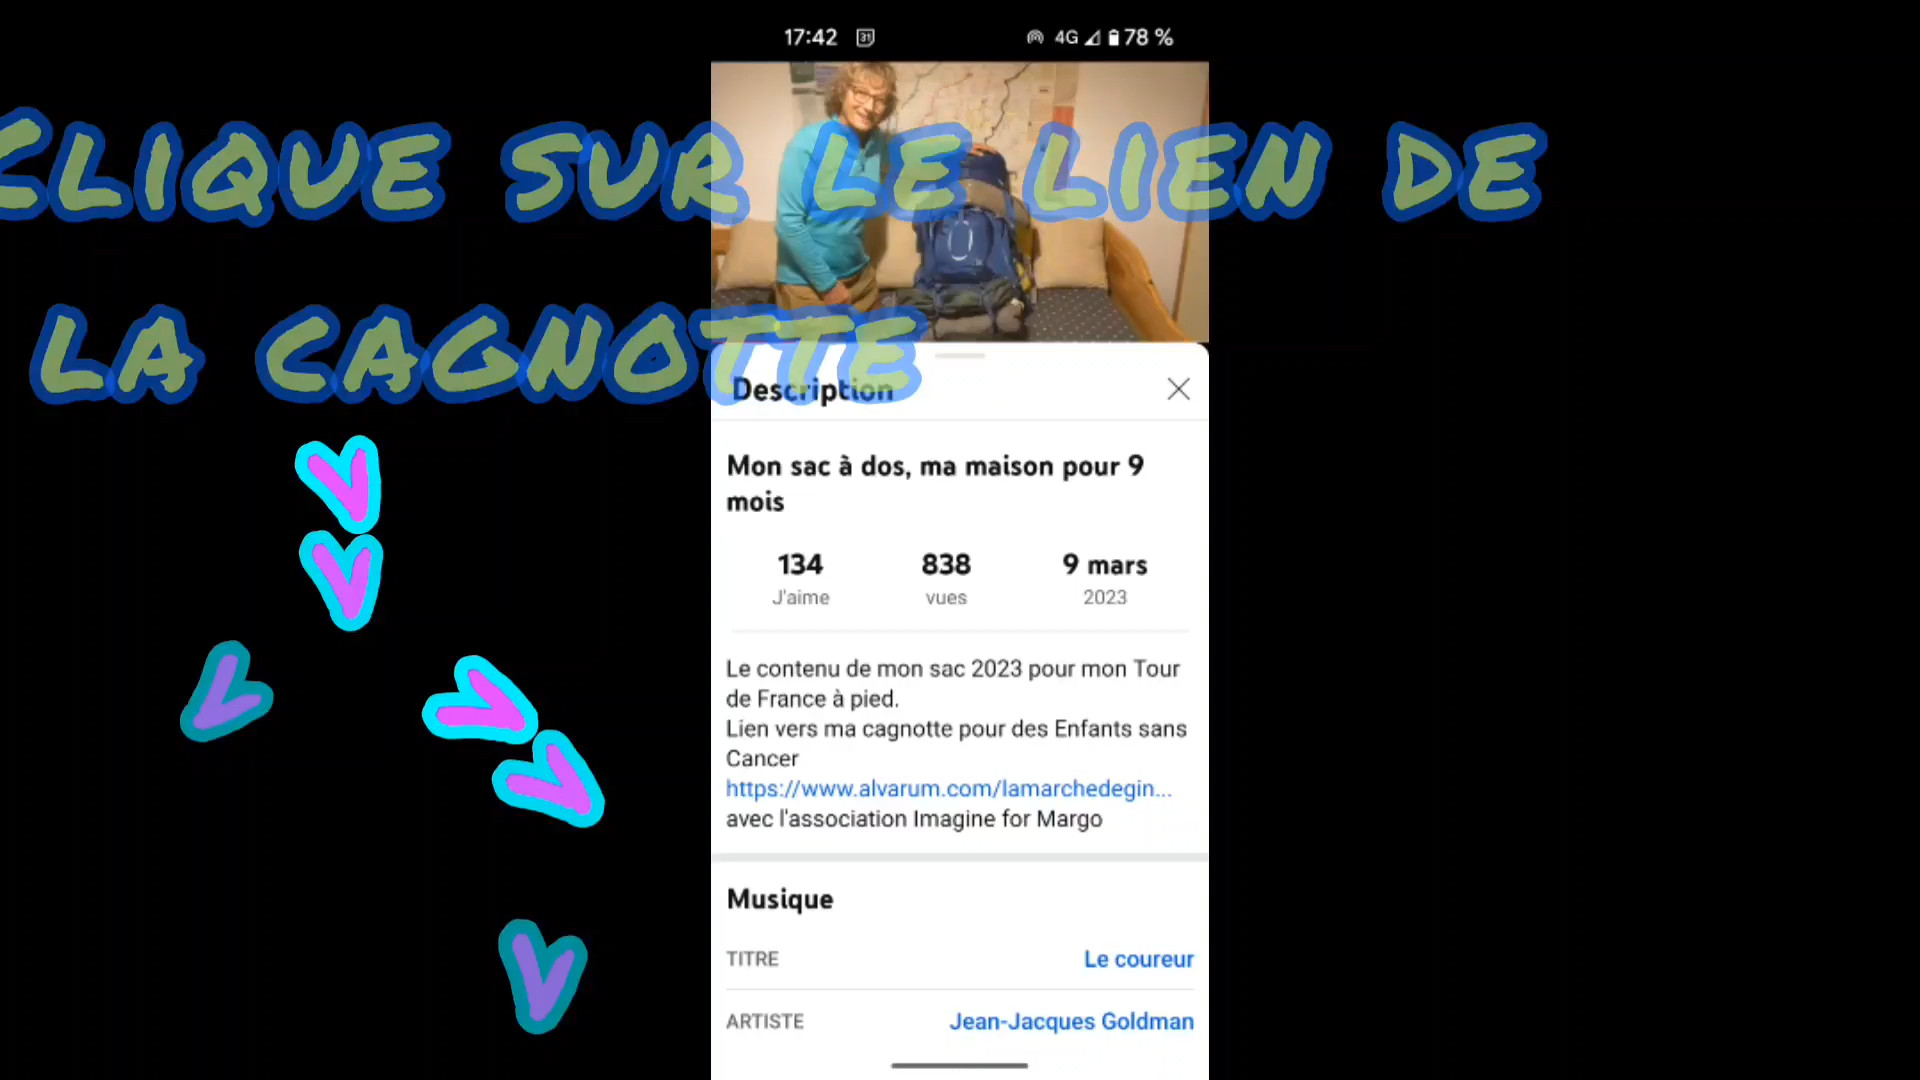 17:42 31 4G 78 %
CLIQUE SUR LE LIEN DE
LA CAGNOTTE
Description
Mon sac à dos, ma maison pour 9
mois
134 838 9 mars
J'aime vues 2023
Le contenu de mon sac 2023 pour mon Tour
de France à pied.
Lien vers ma cagnotte pour des Enfants sans
Cancer
https://www.alvarum.com/lamarchedegin...
avec l'association Imagine for Margo
Musique
TITRE Le coureur
ARTISTE Jean-Jacques Goldman